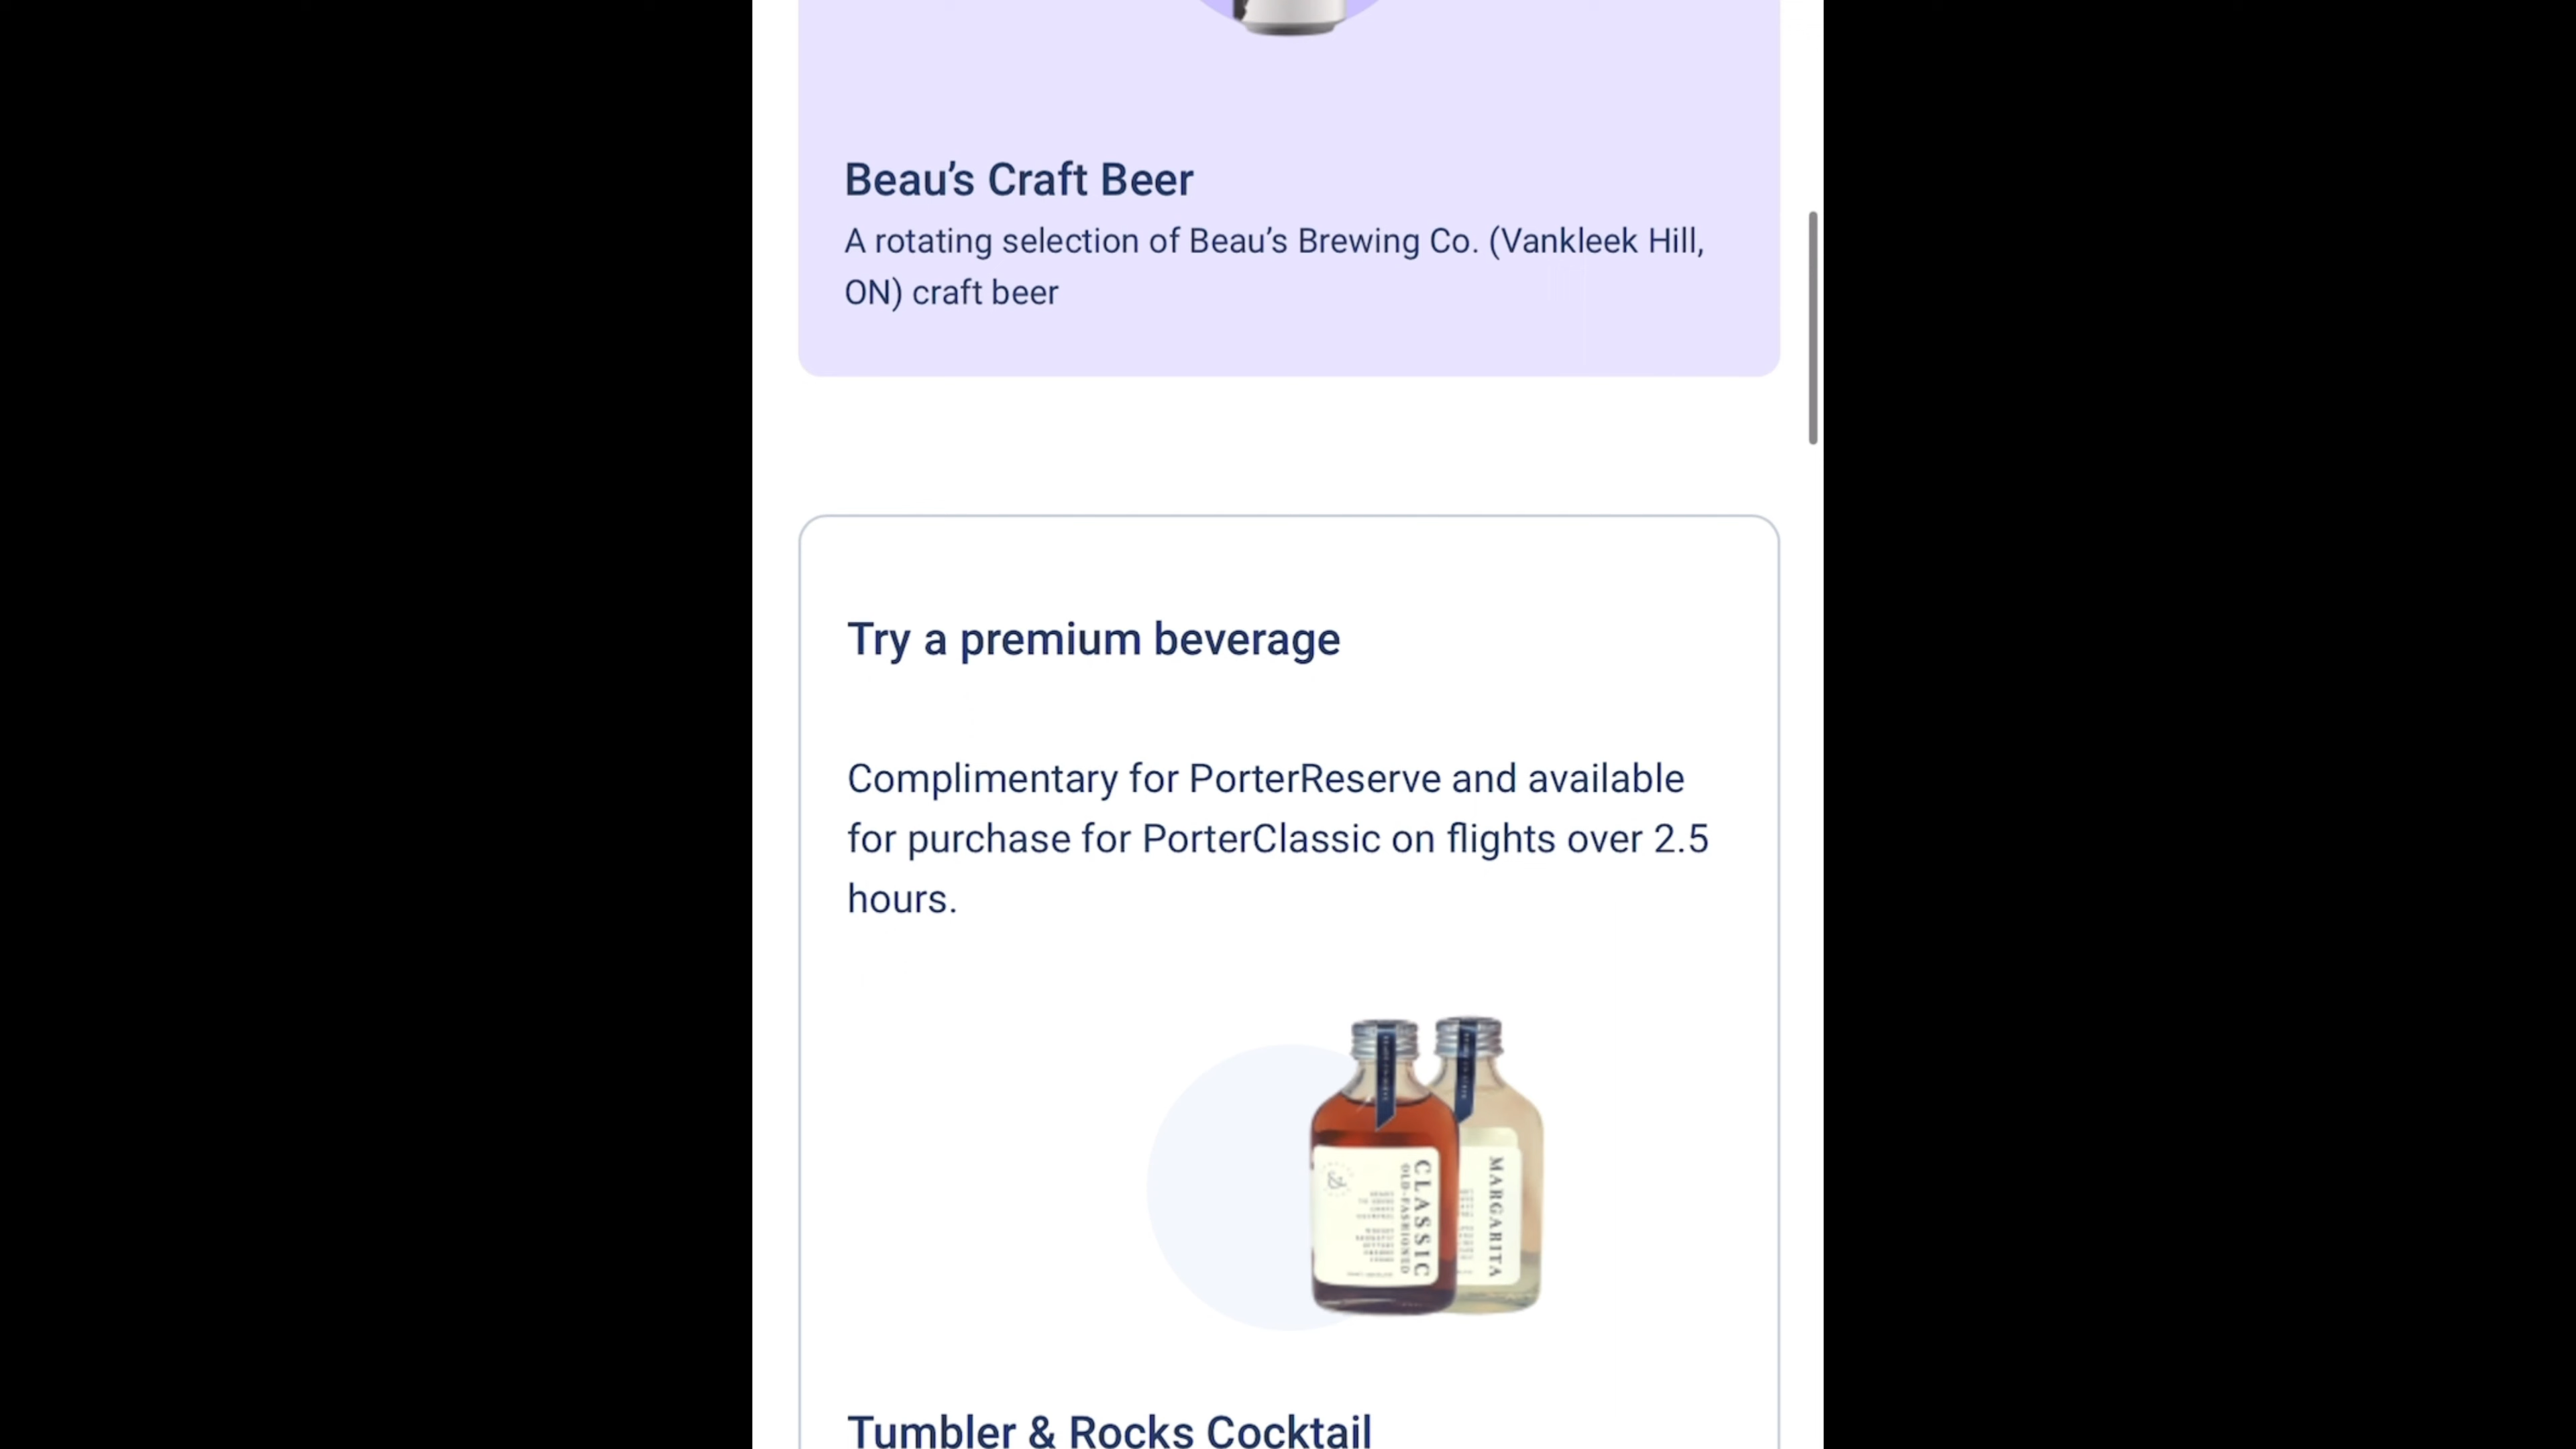 Beau’s Craft Beer
A rotating selection of Beau’s Brewing Co. (Vankleek Hill,
ON) craft beer
Try a premium beverage
Complimentary for PorterReserve and available
for purchase for PorterClassic on flights over 2.5
hours.
CLASSIC
OLD-FASHIONED
MARGARITA
Tumbler & Rocks Cocktail